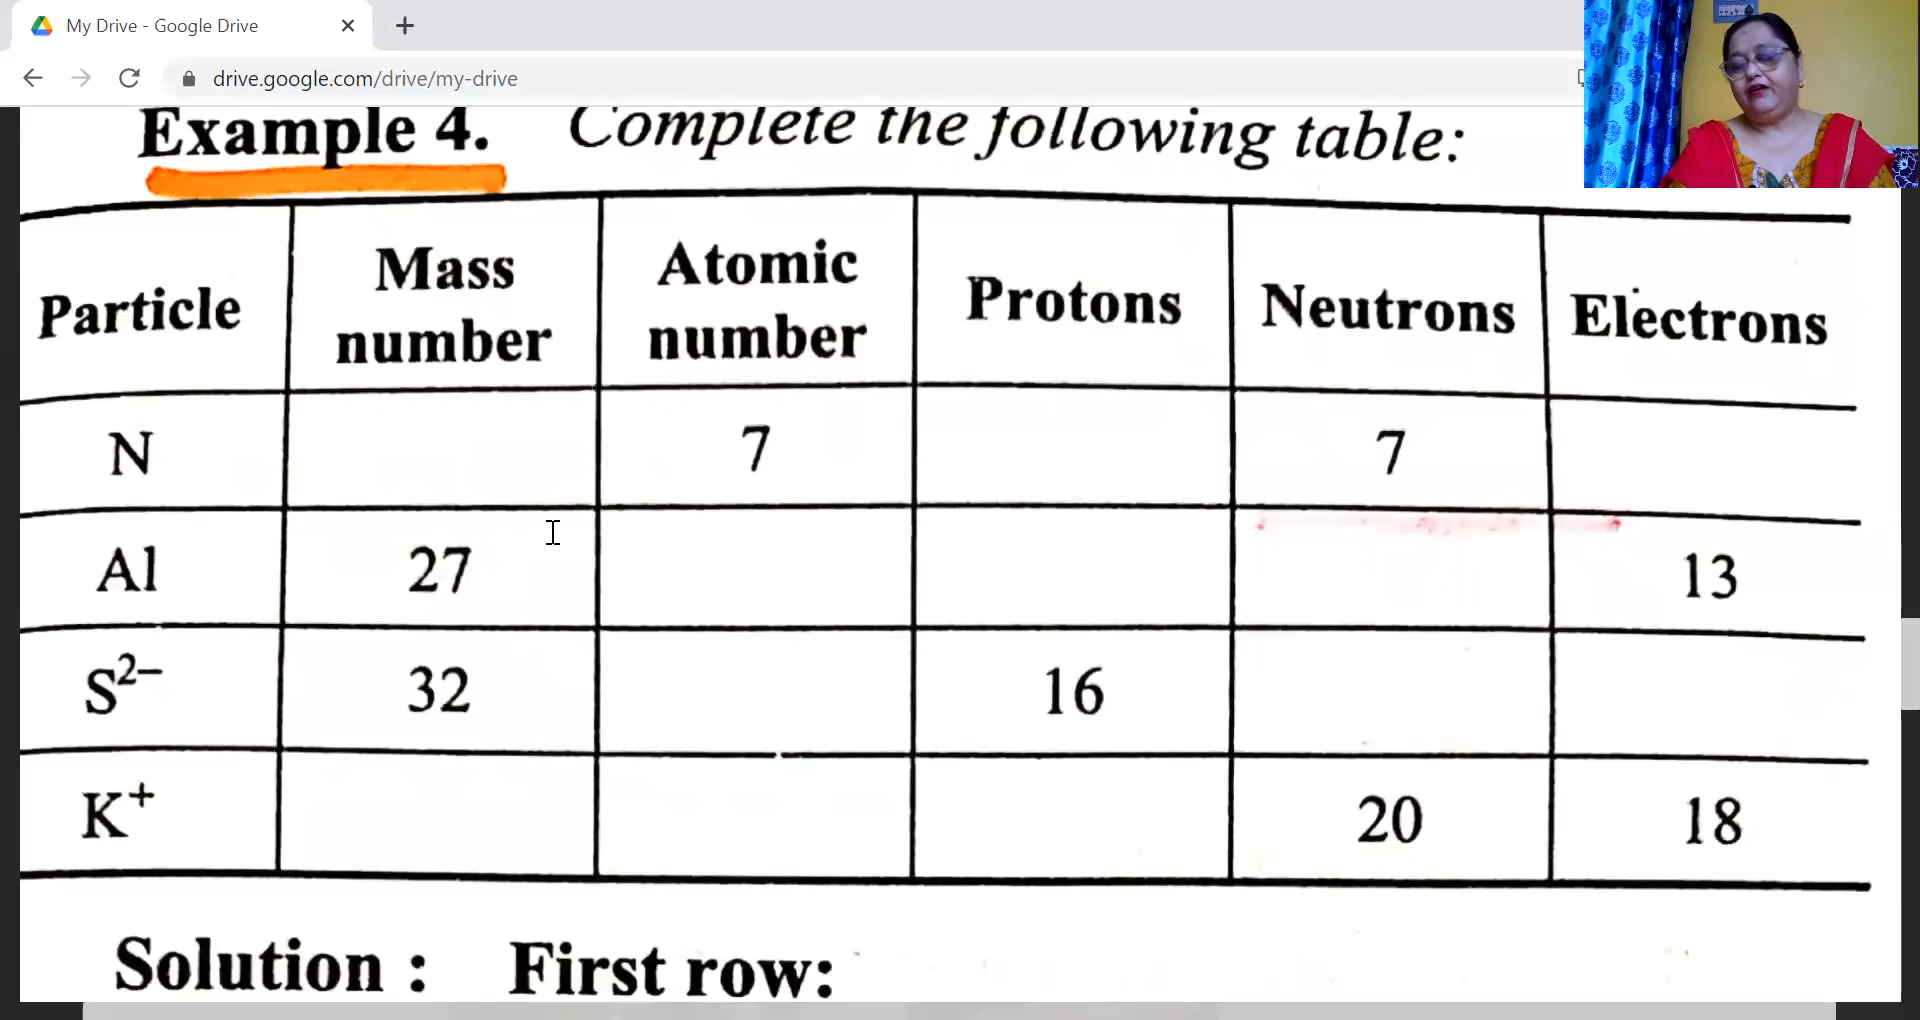 My Drive - Google Drive
drive.google.com/drive/my-drive
Example 4. Complete the following table:
Particle Mass number Atomic number Protons Neutrons Electrons
N 7 7
Al 27 13
S²⁻ 32 16
K⁺ 20 18
Solution : First row: